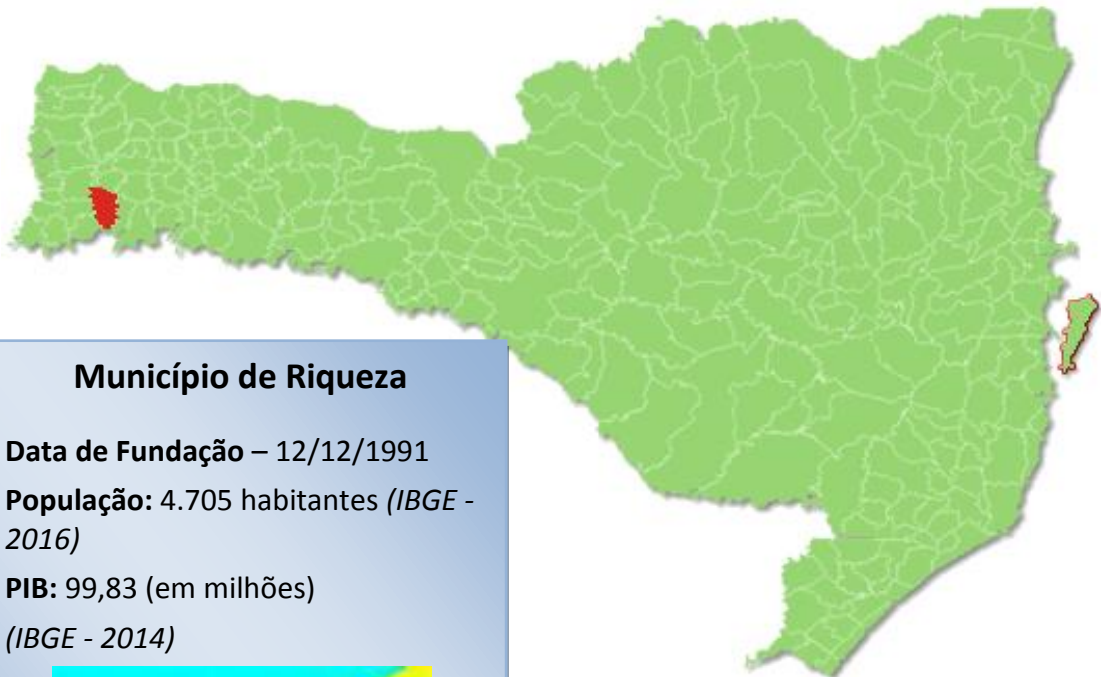 Município de Riqueza
Data de Fundação – 12/12/1991
População: 4.705 habitantes (IBGE -
2016)
PIB: 99,83 (em milhões)
(IBGE - 2014)